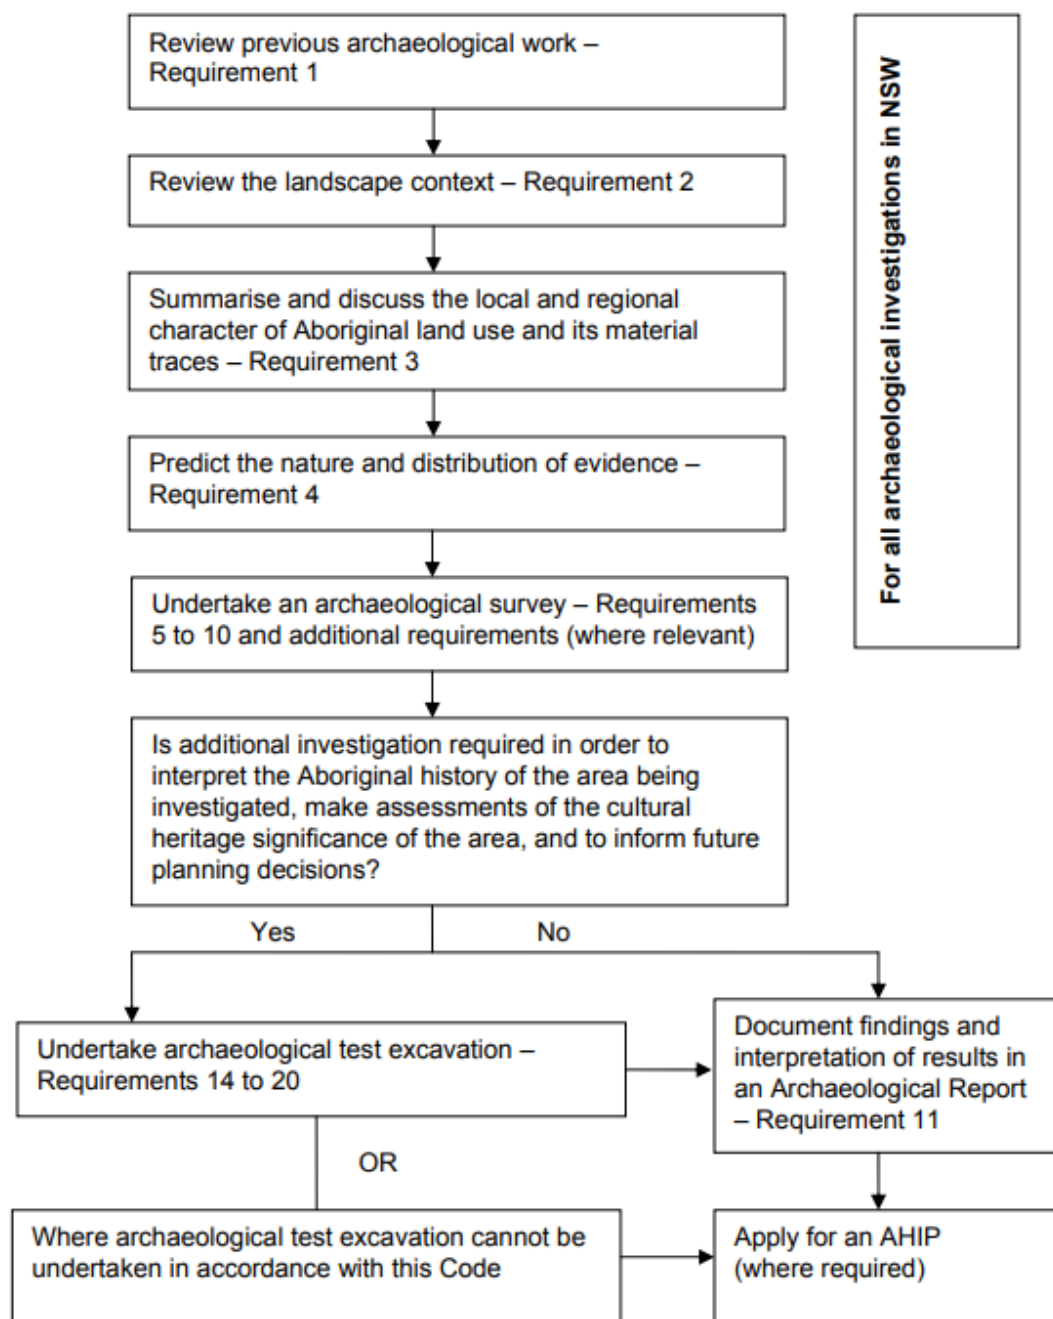 Review previous archaeological work –
Requirement 1
For all archaeological investigations in NSW
Review the landscape context – Requirement 2
Summarise and discuss the local and regional
character of Aboriginal land use and its material
traces – Requirement 3
Predict the nature and distribution of evidence –
Requirement 4
Undertake an archaeological survey – Requirements
5 to 10 and additional requirements (where relevant)
Is additional investigation required in order to
interpret the Aboriginal history of the area being
investigated, make assessments of the cultural
heritage significance of the area, and to inform future
planning decisions?
Yes
No
Undertake archaeological test excavation –
Requirements 14 to 20
Document findings and
interpretation of results in
an Archaeological Report
– Requirement 11
OR
Where archaeological test excavation cannot be
undertaken in accordance with this Code
Apply for an AHIP
(where required)